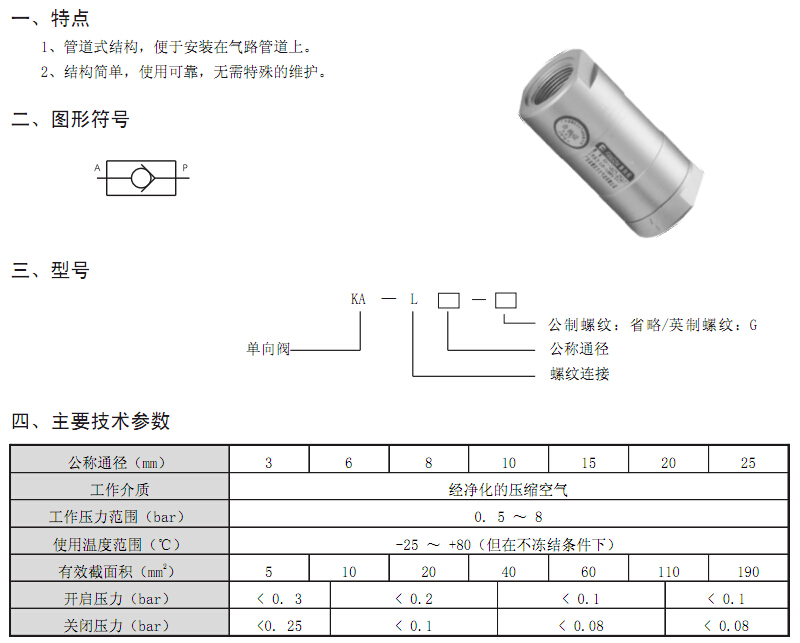 一、特点
1、管道式结构，便于安装在气路管道上。
2、结构简单，使用可靠，无需特殊的维护。
二、图形符号
A P
三、型号
KA — L □ — □
公制螺纹：省略/英制螺纹：G
单向阀 公称通径
螺纹连接
四、主要技术参数
公称通径（mm） 3 6 8 10 15 20 25
工作介质 经净化的压缩空气
工作压力范围（bar） 0. 5 ～ 8
使用温度范围（℃） -25 ～ +80（但在不冻结条件下）
有效截面积（mm²） 5 10 20 40 60 110 190
开启压力（bar） < 0. 3 < 0.2 < 0.1 < 0.1
关闭压力（bar） <0. 25 < 0.1 < 0.08 < 0.08